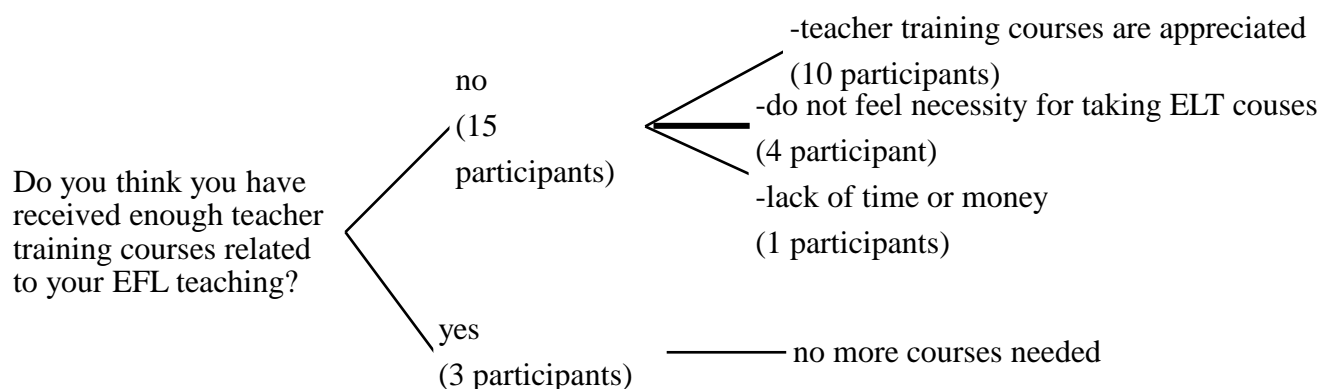 Do you think you have
received enough teacher
training courses related
to your EFL teaching?
no
(15
participants)
-teacher training courses are appreciated
(10 participants)
-do not feel necessity for taking ELT couses
(4 participant)
-lack of time or money
(1 participants)
yes
(3 participants)
no more courses needed